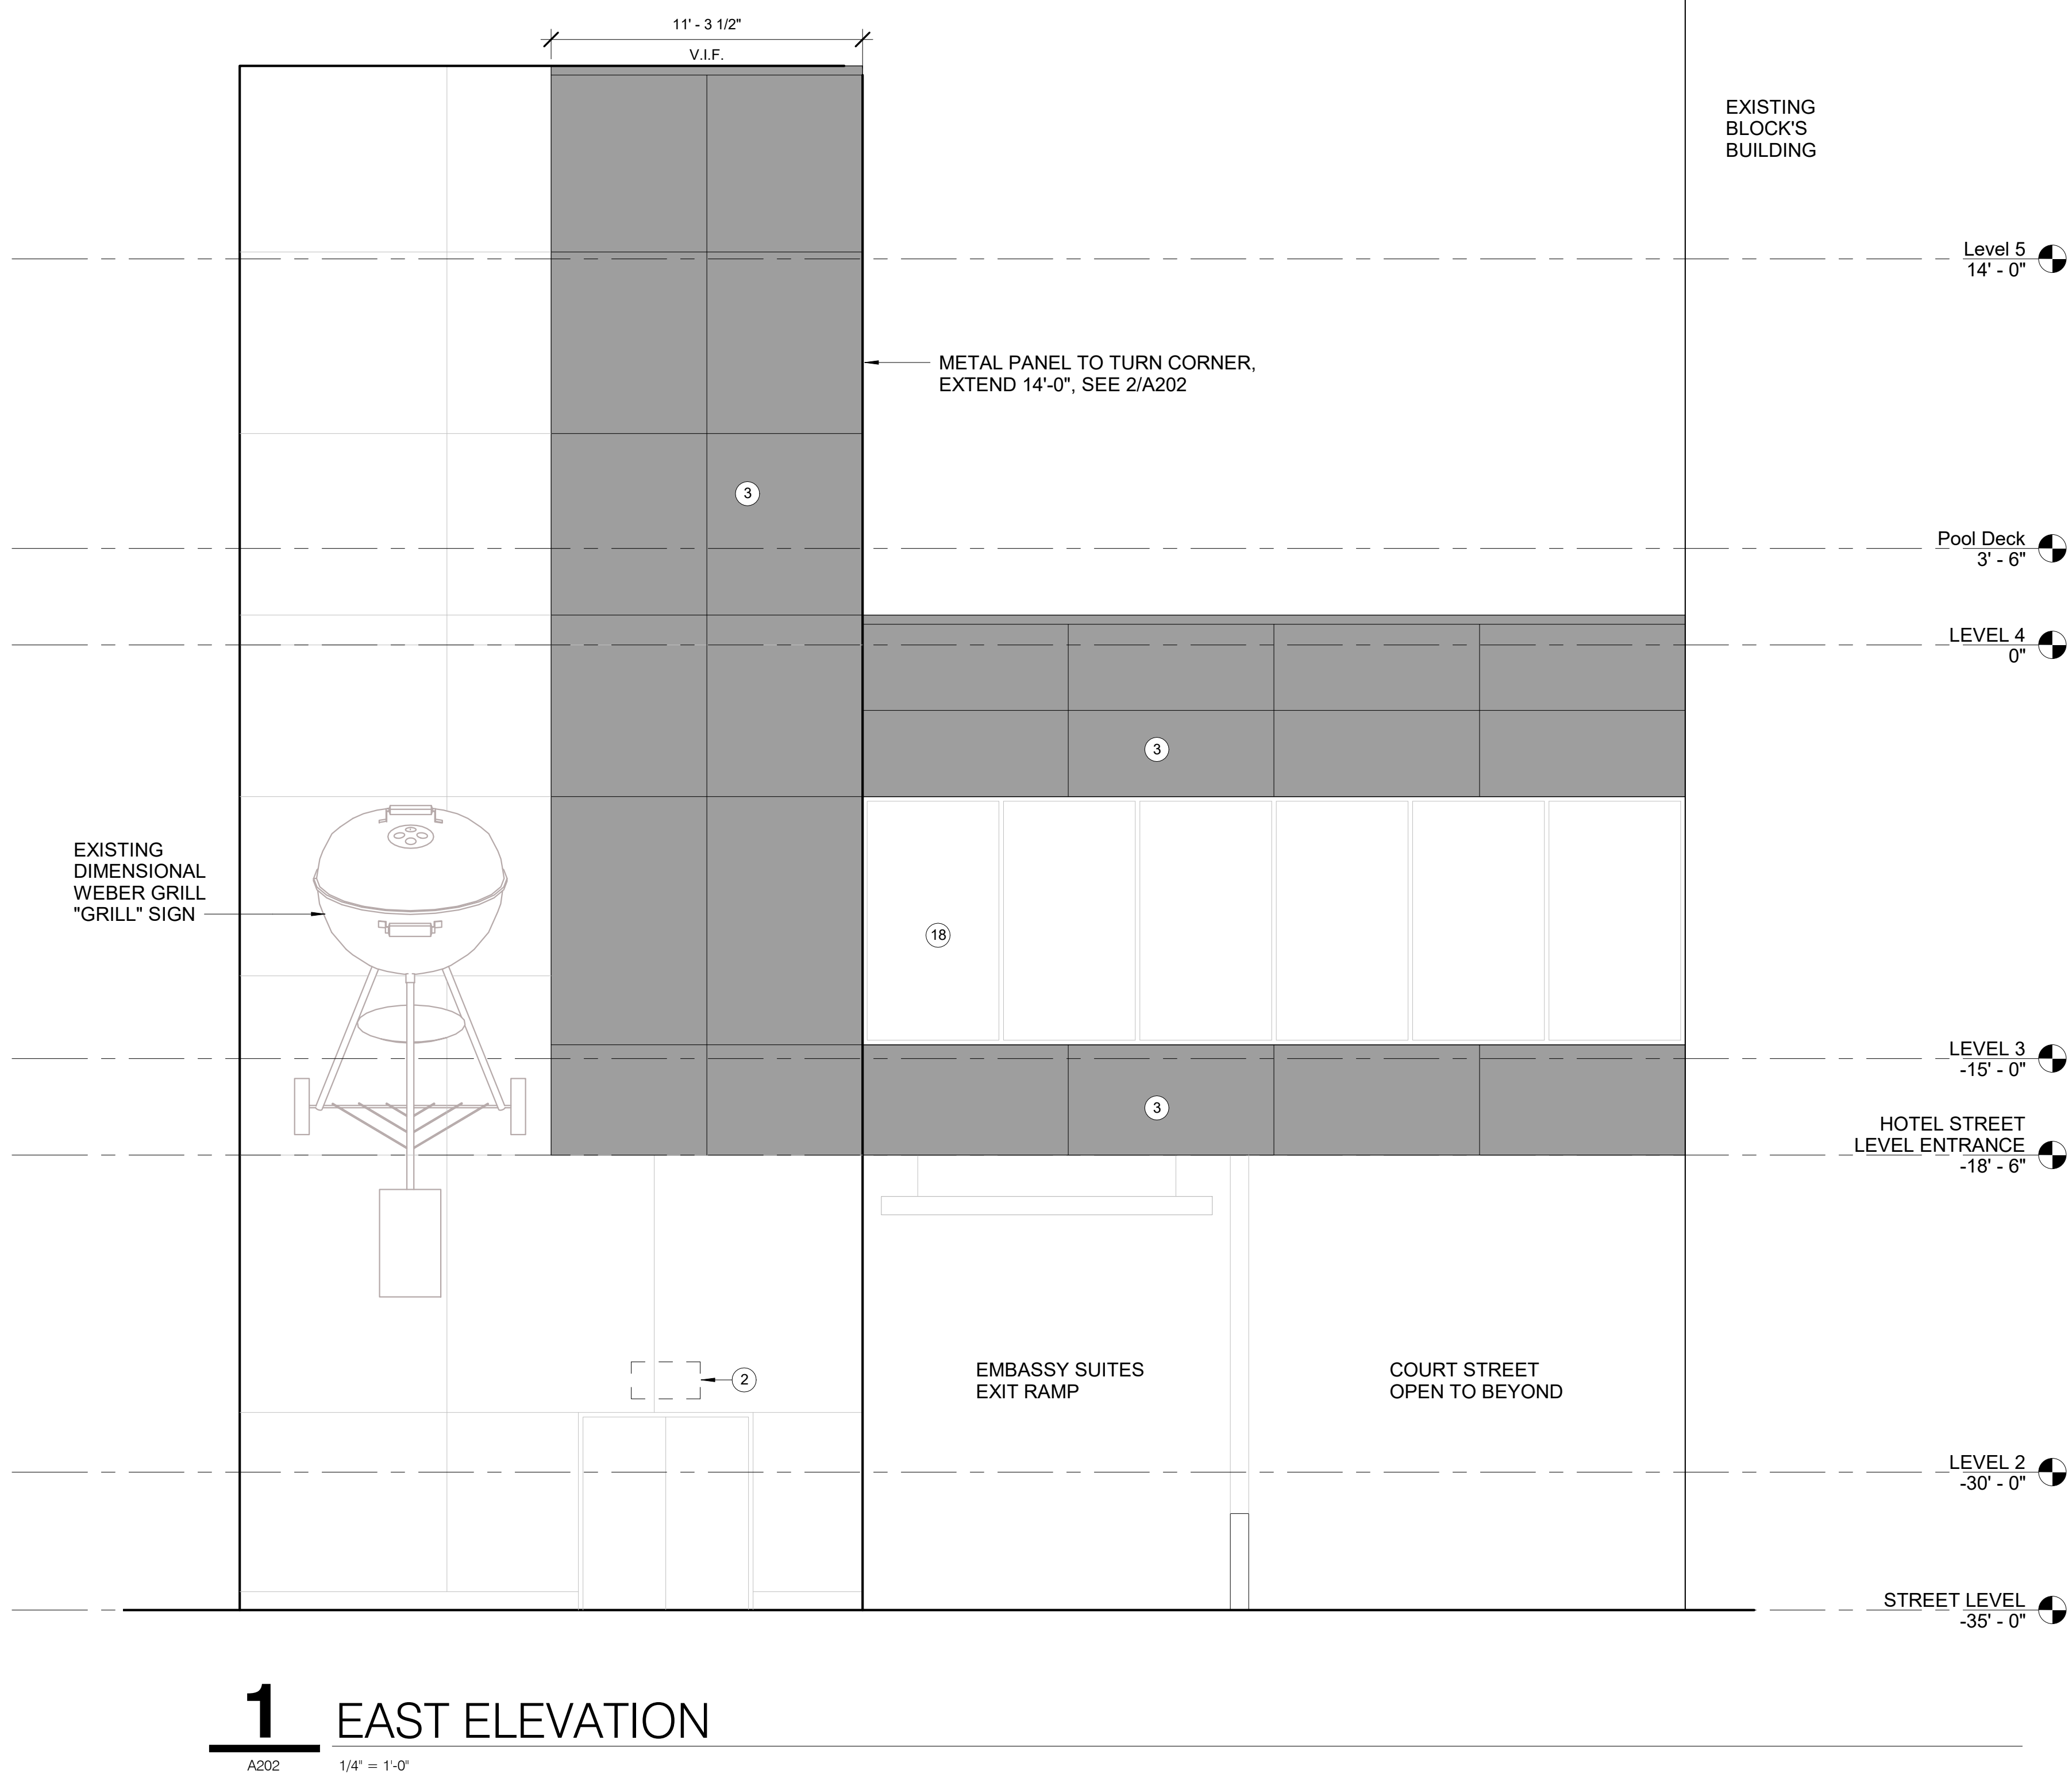 11' - 3 1/2"
V.I.F.
EXISTING
BLOCK'S
BUILDING
Level 5
14' - 0"
METAL PANEL TO TURN CORNER,
EXTEND 14'-0", SEE 2/A202
3
Pool Deck
3' - 6"
LEVEL 4
0"
3
EXISTING
DIMENSIONAL
WEBER GRILL
"GRILL" SIGN
18
LEVEL 3
-15' - 0"
3
HOTEL STREET
LEVEL ENTRANCE
-18' - 6"
2
EMBASSY SUITES
EXIT RAMP
COURT STREET
OPEN TO BEYOND
LEVEL 2
-30' - 0"
STREET LEVEL
-35' - 0"
1
EAST ELEVATION
A202
1/4" = 1'-0"